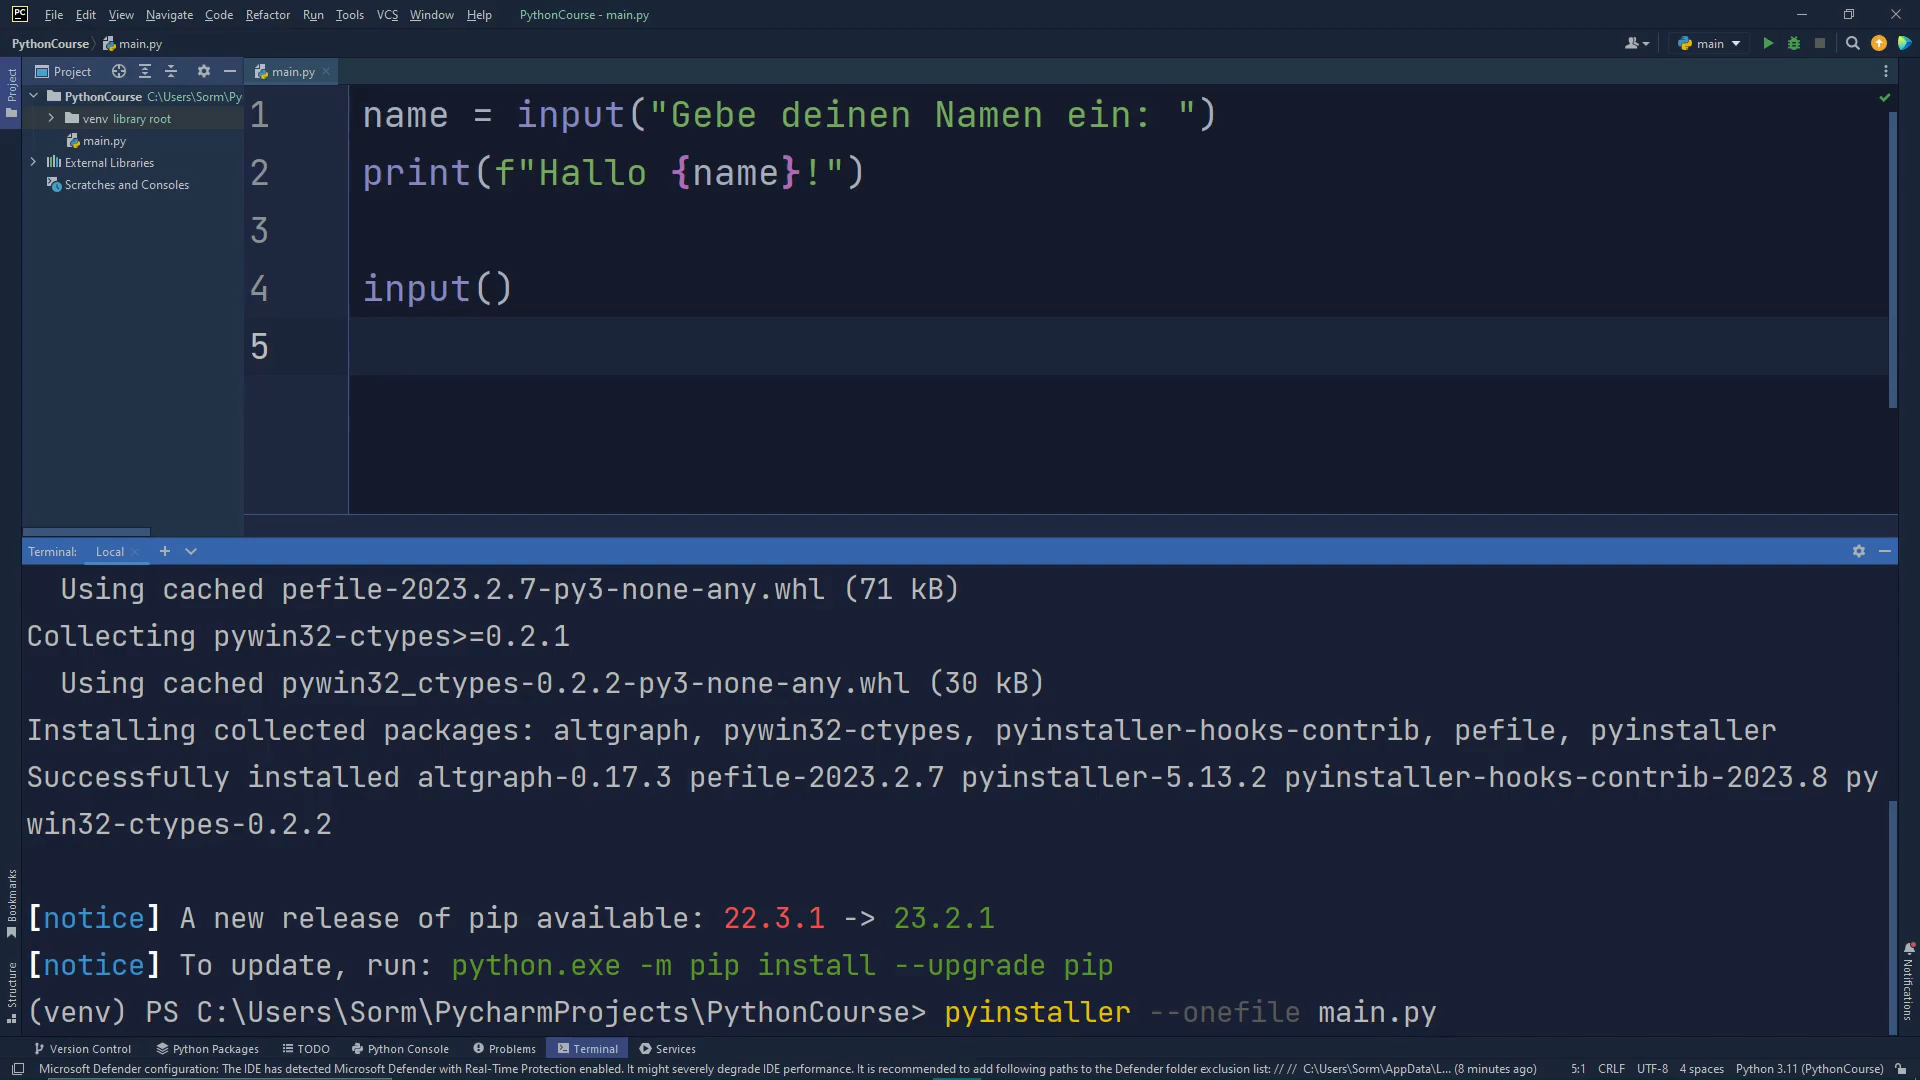 PC File Edit View Navigate Code Refactor Run Tools VCS Window Help PythonCourse - main.py
PythonCourse main.py main
Project
Project main.py
PythonCourse C:\Users\Sorm\Py
venv library root
main.py
External Libraries
Scratches and Consoles
1 name = input("Gebe deinen Namen ein: ")
2 print(f"Hallo {name}!")
3
4 input()
5
Terminal: Local
Using cached pefile-2023.2.7-py3-none-any.whl (71 kB)
Collecting pywin32-ctypes>=0.2.1
Using cached pywin32_ctypes-0.2.2-py3-none-any.whl (30 kB)
Installing collected packages: altgraph, pywin32-ctypes, pyinstaller-hooks-contrib, pefile, pyinstaller
Successfully installed altgraph-0.17.3 pefile-2023.2.7 pyinstaller-5.13.2 pyinstaller-hooks-contrib-2023.8 py
win32-ctypes-0.2.2
[notice] A new release of pip available: 22.3.1 -> 23.2.1
[notice] To update, run: python.exe -m pip install --upgrade pip
(venv) PS C:\Users\Sorm\PycharmProjects\PythonCourse> pyinstaller --onefile main.py
Bookmarks
Structure
Notifications
Version Control Python Packages TODO Python Console Problems Terminal Services
Microsoft Defender configuration: The IDE has detected Microsoft Defender with Real-Time Protection enabled. It might severely degrade IDE performance. It is recommended to add following paths to the Defender folder exclusion list: // // C:\Users\Sorm\AppData\L... (8 minutes ago) 5:1 CRLF UTF-8 4 spaces Python 3.11 (PythonCourse)